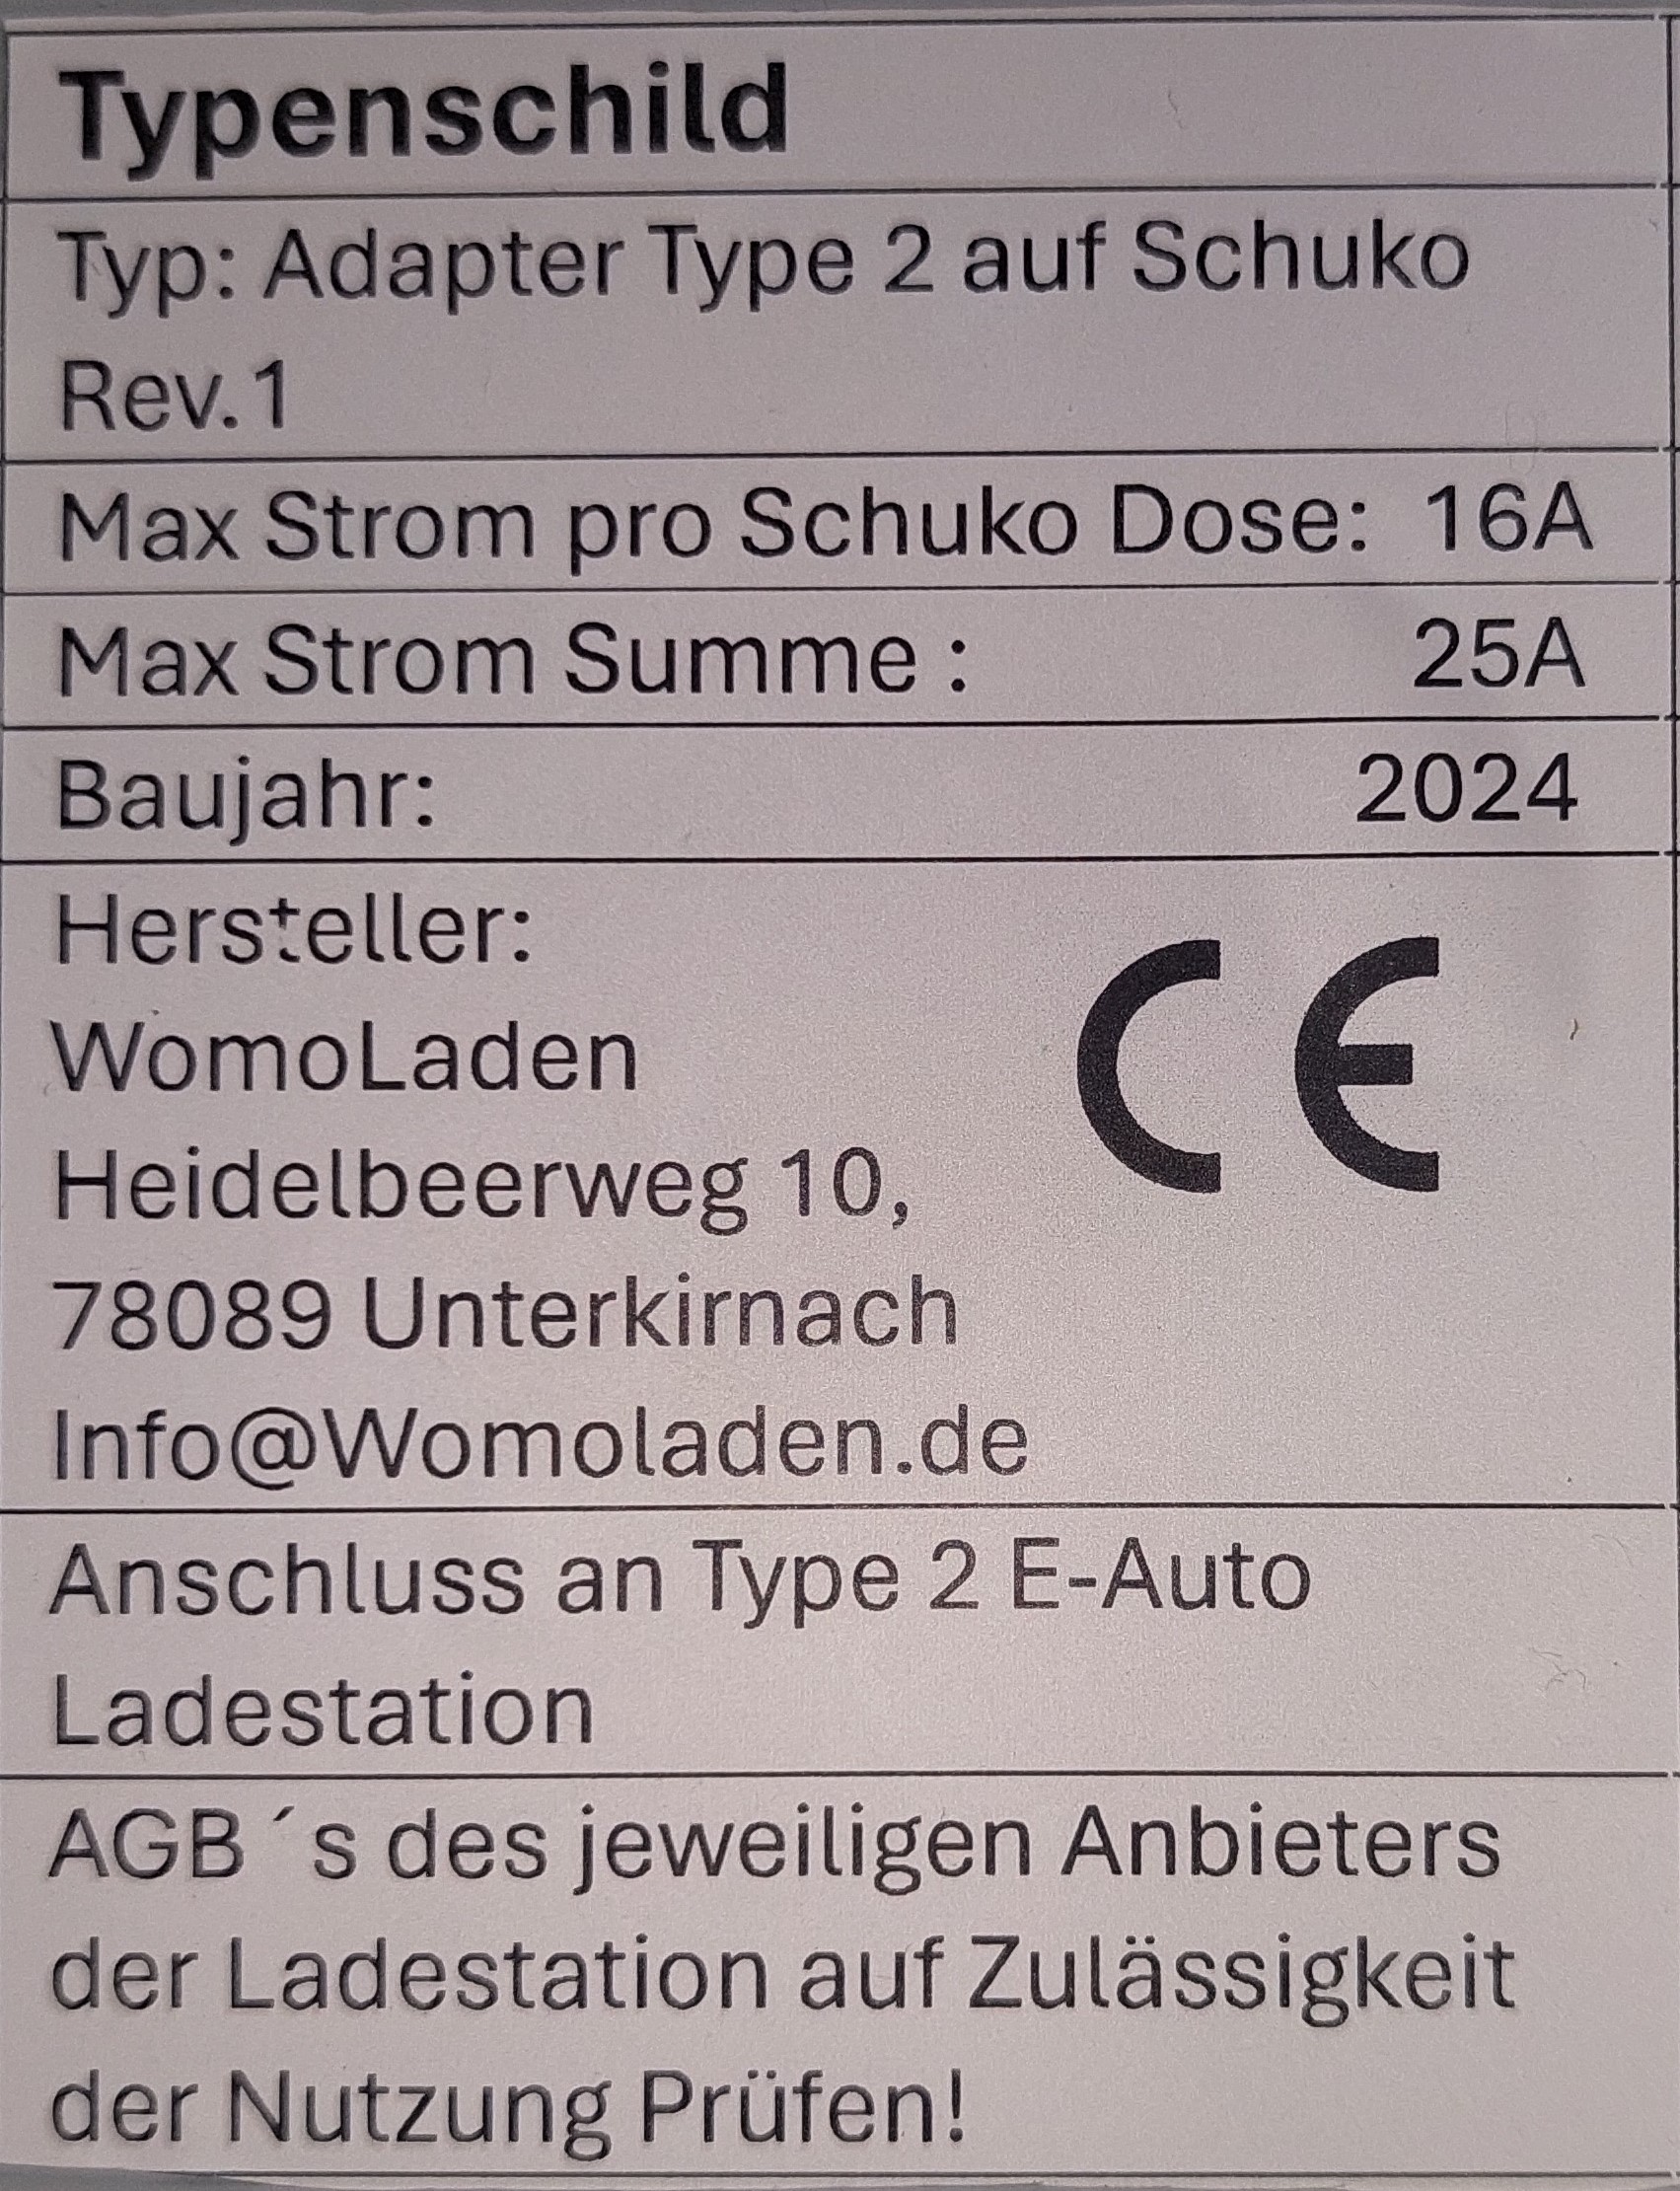 Typenschild
Typ: Adapter Type 2 auf Schuko
Rev.1
Max Strom pro Schuko Dose: 16A
Max Strom Summe : 25A
Baujahr: 2024
Hersteller:
WomoLaden
Heidelbeerweg 10,
78089 Unterkirnach
Info@Womoladen.de
CE
Anschluss an Type 2 E-Auto
Ladestation
AGB ´s des jeweiligen Anbieters
der Ladestation auf Zulässigkeit
der Nutzung Prüfen!